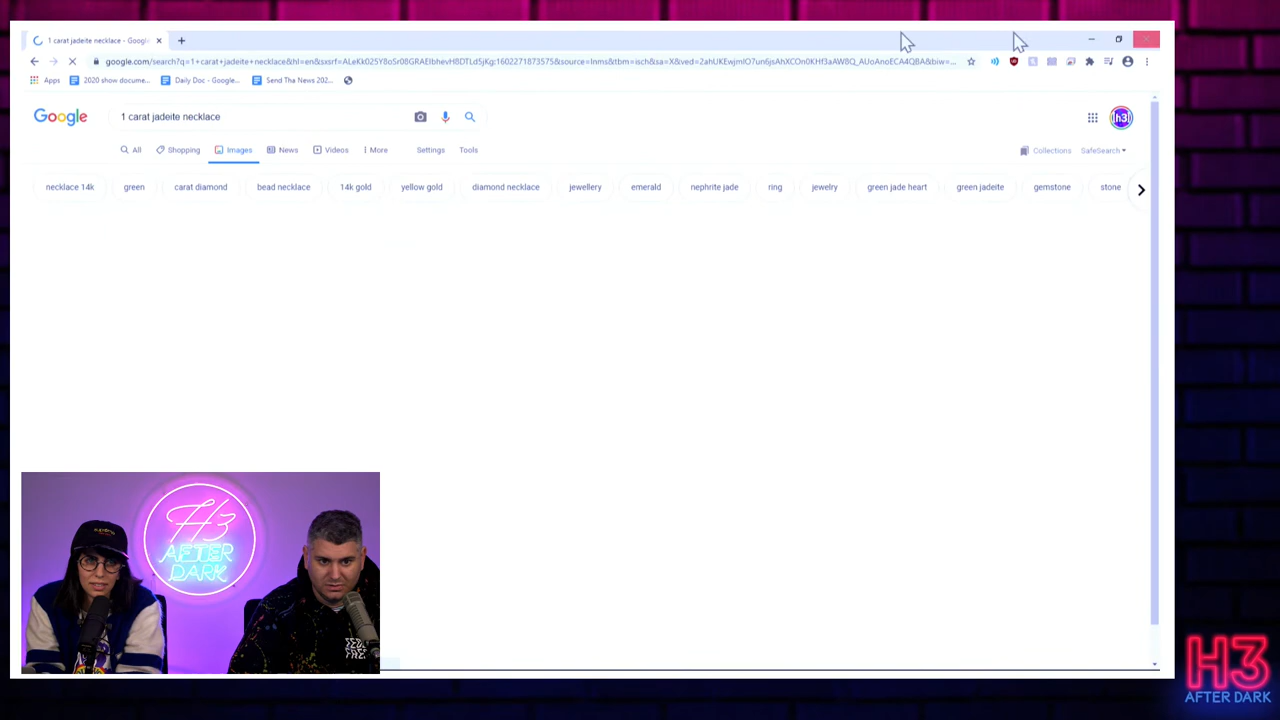 1 carat jadeite necklace - Google
google.com/search?q=1+carat+jadeite+necklace&hl=en&sxsrf=ALeKk025Y8oSr08GRAEIbhevH8DTLd5jKg:1602271873575&source=lnms&tbm=isch&sa=X&ved=2ahUKEwjmlO7un6jsAhXCOn0KHf3aAW8Q_AUoAnoECA4QBA&biw=...
Apps 2020 show docume... Daily Doc - Google... Send Tha News 202...
Google 1 carat jadeite necklace h3
All Shopping Images News Videos More Settings Tools Collections SafeSearch
necklace 14k green carat diamond bead necklace 14k gold yellow gold diamond necklace jewellery emerald nephrite jade ring jewelry green jade heart green jadeite gemstone stone
H3
AFTER
DARK
H3
AFTER DARK